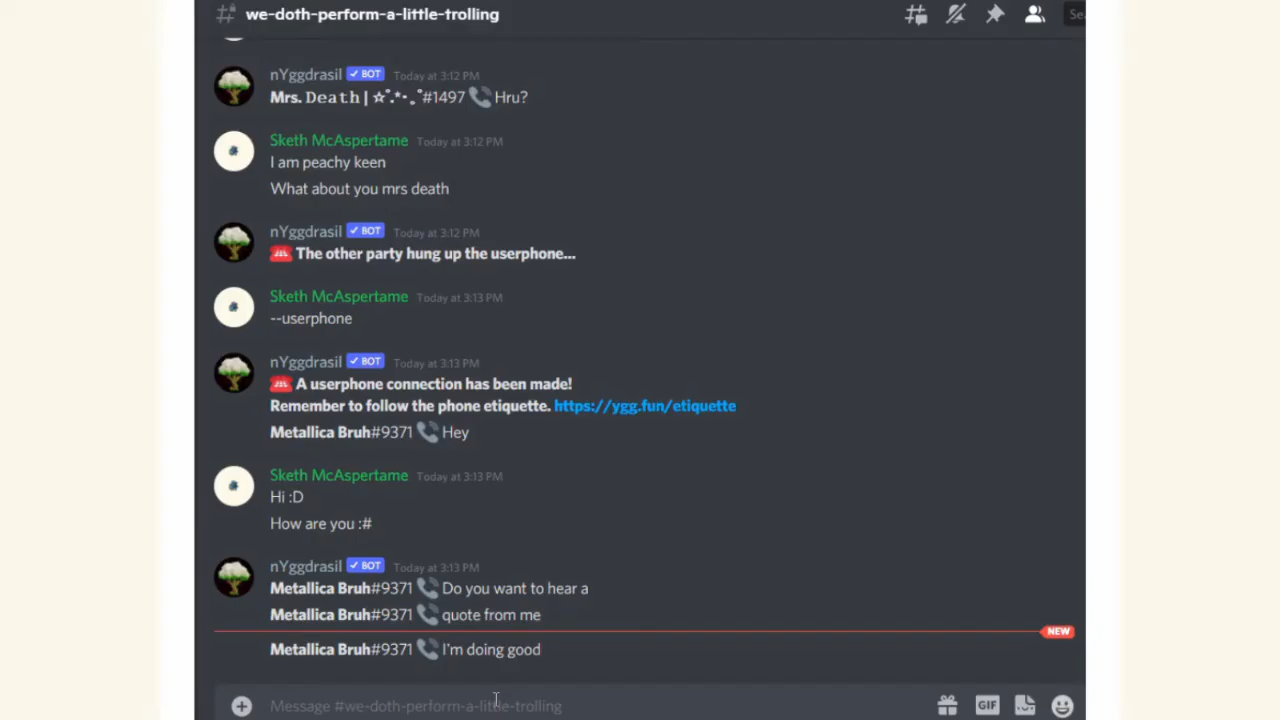 we-doth-perform-a-little-trolling
Sea
nYggdrasil ✓ BOT Today at 3:12 PM
Mrs. 𝙳𝚎𝚊𝚝𝚑 | ☆˚.*･｡ﾟ#1497 📞 Hru?
Sketh McAspertame Today at 3:12 PM
I am peachy keen
What about you mrs death
nYggdrasil ✓ BOT Today at 3:12 PM
☎️ The other party hung up the userphone...
Sketh McAspertame Today at 3:13 PM
--userphone
nYggdrasil ✓ BOT Today at 3:13 PM
☎️ A userphone connection has been made!
Remember to follow the phone etiquette. https://ygg.fun/etiquette
Metallica Bruh#9371 📞 Hey
Sketh McAspertame Today at 3:13 PM
Hi :D
How are you :#
nYggdrasil ✓ BOT Today at 3:13 PM
Metallica Bruh#9371 📞 Do you want to hear a
Metallica Bruh#9371 📞 quote from me
NEW
Metallica Bruh#9371 📞 I'm doing good
Message #we-doth-perform-a-little-trolling
GIF